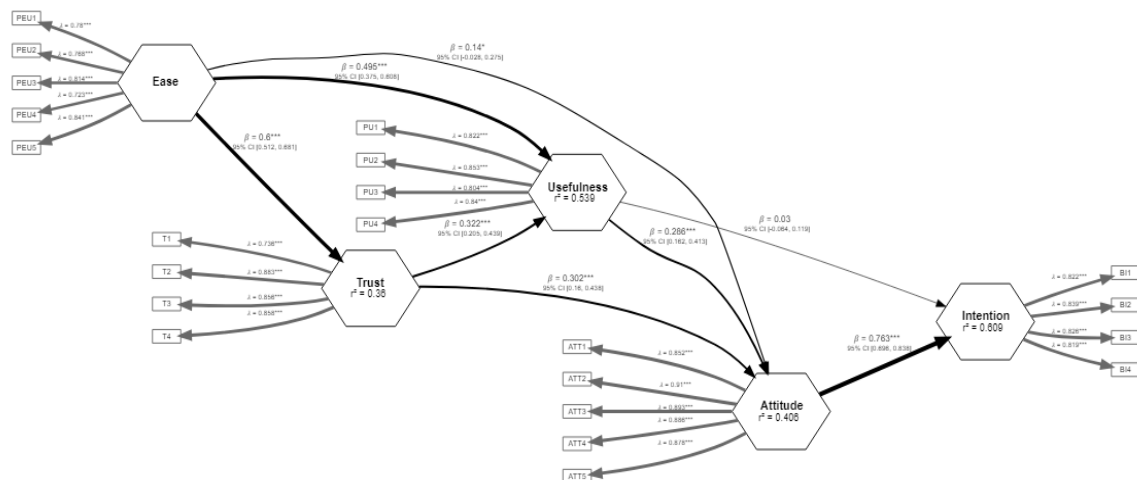 PEU1
λ = 0.78***
PEU2
λ = 0.766***
PEU3
λ = 0.814***
PEU4
λ = 0.723***
PEU5
λ = 0.841***
Ease
β = 0.14*
95% CI [-0.028, 0.275]
β = 0.495***
95% CI [0.375, 0.608]
β = 0.6***
95% CI [0.512, 0.681]
PU1
λ = 0.822***
PU2
λ = 0.853***
PU3
λ = 0.804***
PU4
λ = 0.84***
Usefulness
r² = 0.539
β = 0.322***
95% CI [0.205, 0.439]
β = 0.286***
95% CI [0.162, 0.413]
β = 0.03
95% CI [-0.064, 0.119]
T1
λ = 0.736***
T2
λ = 0.883***
T3
λ = 0.856***
T4
λ = 0.858***
Trust
r² = 0.36
β = 0.302***
95% CI [0.16, 0.438]
ATT1
λ = 0.852***
ATT2
λ = 0.91***
ATT3
λ = 0.893***
ATT4
λ = 0.886***
ATT5
λ = 0.878***
Attitude
r² = 0.406
β = 0.763***
95% CI [0.696, 0.838]
Intention
r² = 0.609
BI1
λ = 0.822***
BI2
λ = 0.839***
BI3
λ = 0.826***
BI4
λ = 0.819***